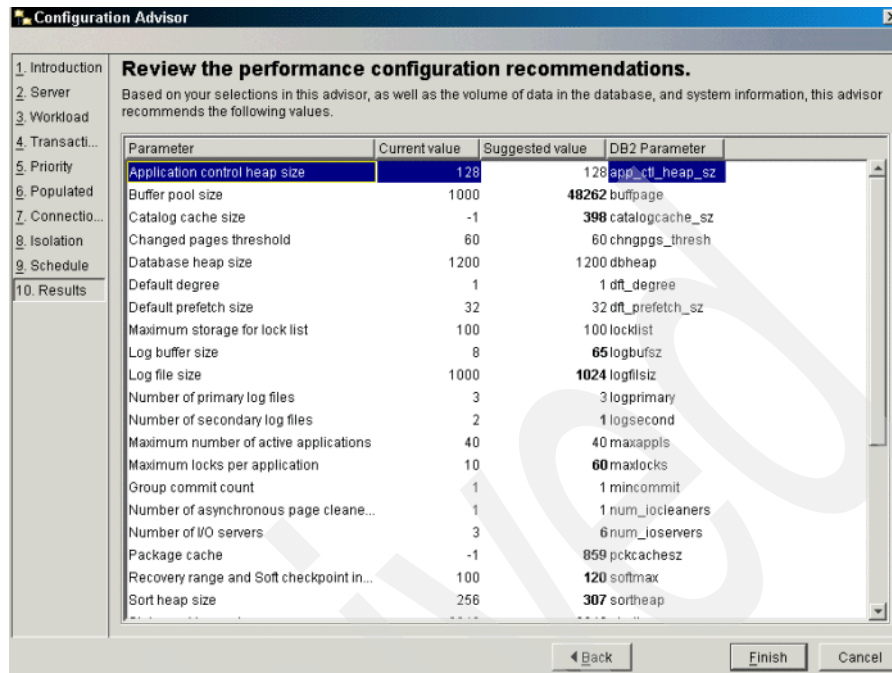 Configuration Advisor
1. Introduction
2. Server
3. Workload
4. Transacti...
5. Priority
6. Populated
7. Connectio...
8. Isolation
9. Schedule
10. Results
Review the performance configuration recommendations.
Based on your selections in this advisor, as well as the volume of data in the database, and system information, this advisor
recommends the following values.
Parameter Current value Suggested value DB2 Parameter
Application control heap size 128 128 app_ctl_heap_sz
Buffer pool size 1000 48262 buffpage
Catalog cache size -1 398 catalogcache_sz
Changed pages threshold 60 60 chngpgs_thresh
Database heap size 1200 1200 dbheap
Default degree 1 1 dft_degree
Default prefetch size 32 32 dft_prefetch_sz
Maximum storage for lock list 100 100 locklist
Log buffer size 8 65 logbufsz
Log file size 1000 1024 logfilsiz
Number of primary log files 3 3 logprimary
Number of secondary log files 2 1 logsecond
Maximum number of active applications 40 40 maxappls
Maximum locks per application 10 60 maxlocks
Group commit count 1 1 mincommit
Number of asynchronous page cleane... 1 1 num_iocleaners
Number of I/O servers 3 6 num_ioservers
Package cache -1 859 pckcachesz
Recovery range and Soft checkpoint in... 100 120 softmax
Sort heap size 256 307 sortheap
Back Finish Cancel